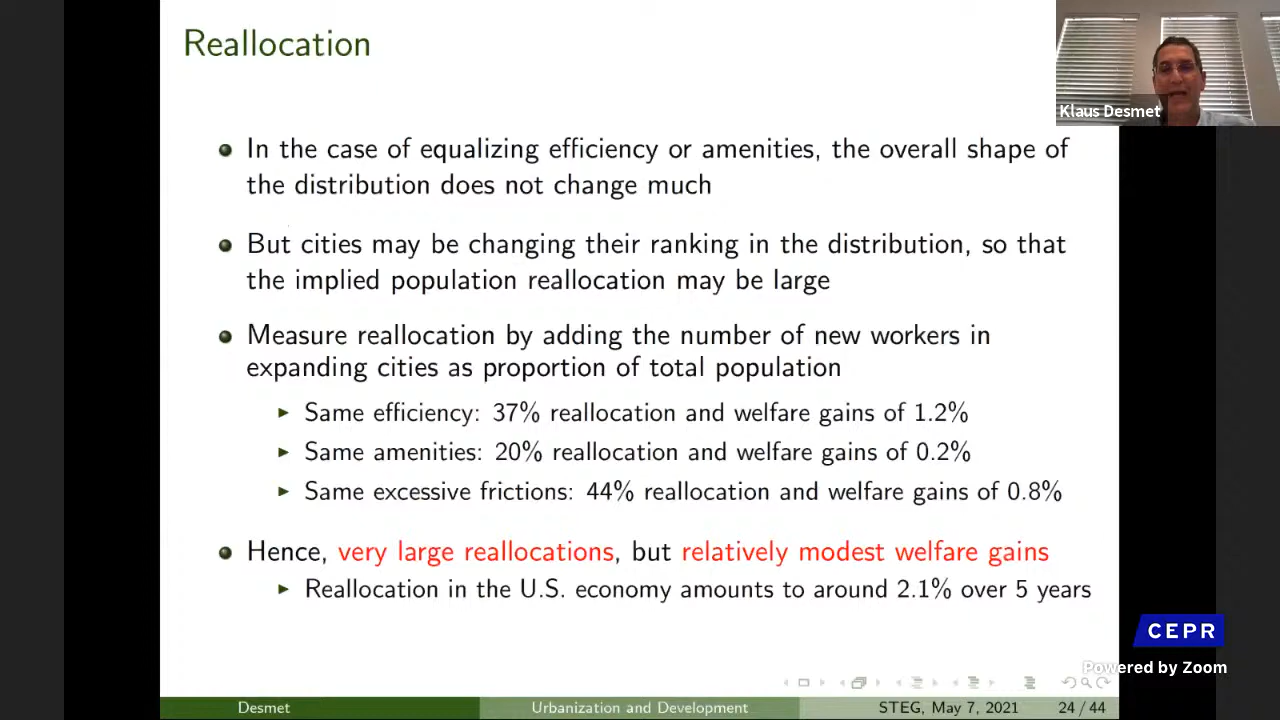 Reallocation
Klaus Desmet
In the case of equalizing efficiency or amenities, the overall shape of
the distribution does not change much
But cities may be changing their ranking in the distribution, so that
the implied population reallocation may be large
Measure reallocation by adding the number of new workers in
expanding cities as proportion of total population
Same efficiency: 37% reallocation and welfare gains of 1.2%
Same amenities: 20% reallocation and welfare gains of 0.2%
Same excessive frictions: 44% reallocation and welfare gains of 0.8%
Hence, very large reallocations, but relatively modest welfare gains
Reallocation in the U.S. economy amounts to around 2.1% over 5 years
CEPR
Powered by Zoom
Desmet Urbanization and Development STEG, May 7, 2021 24 / 44